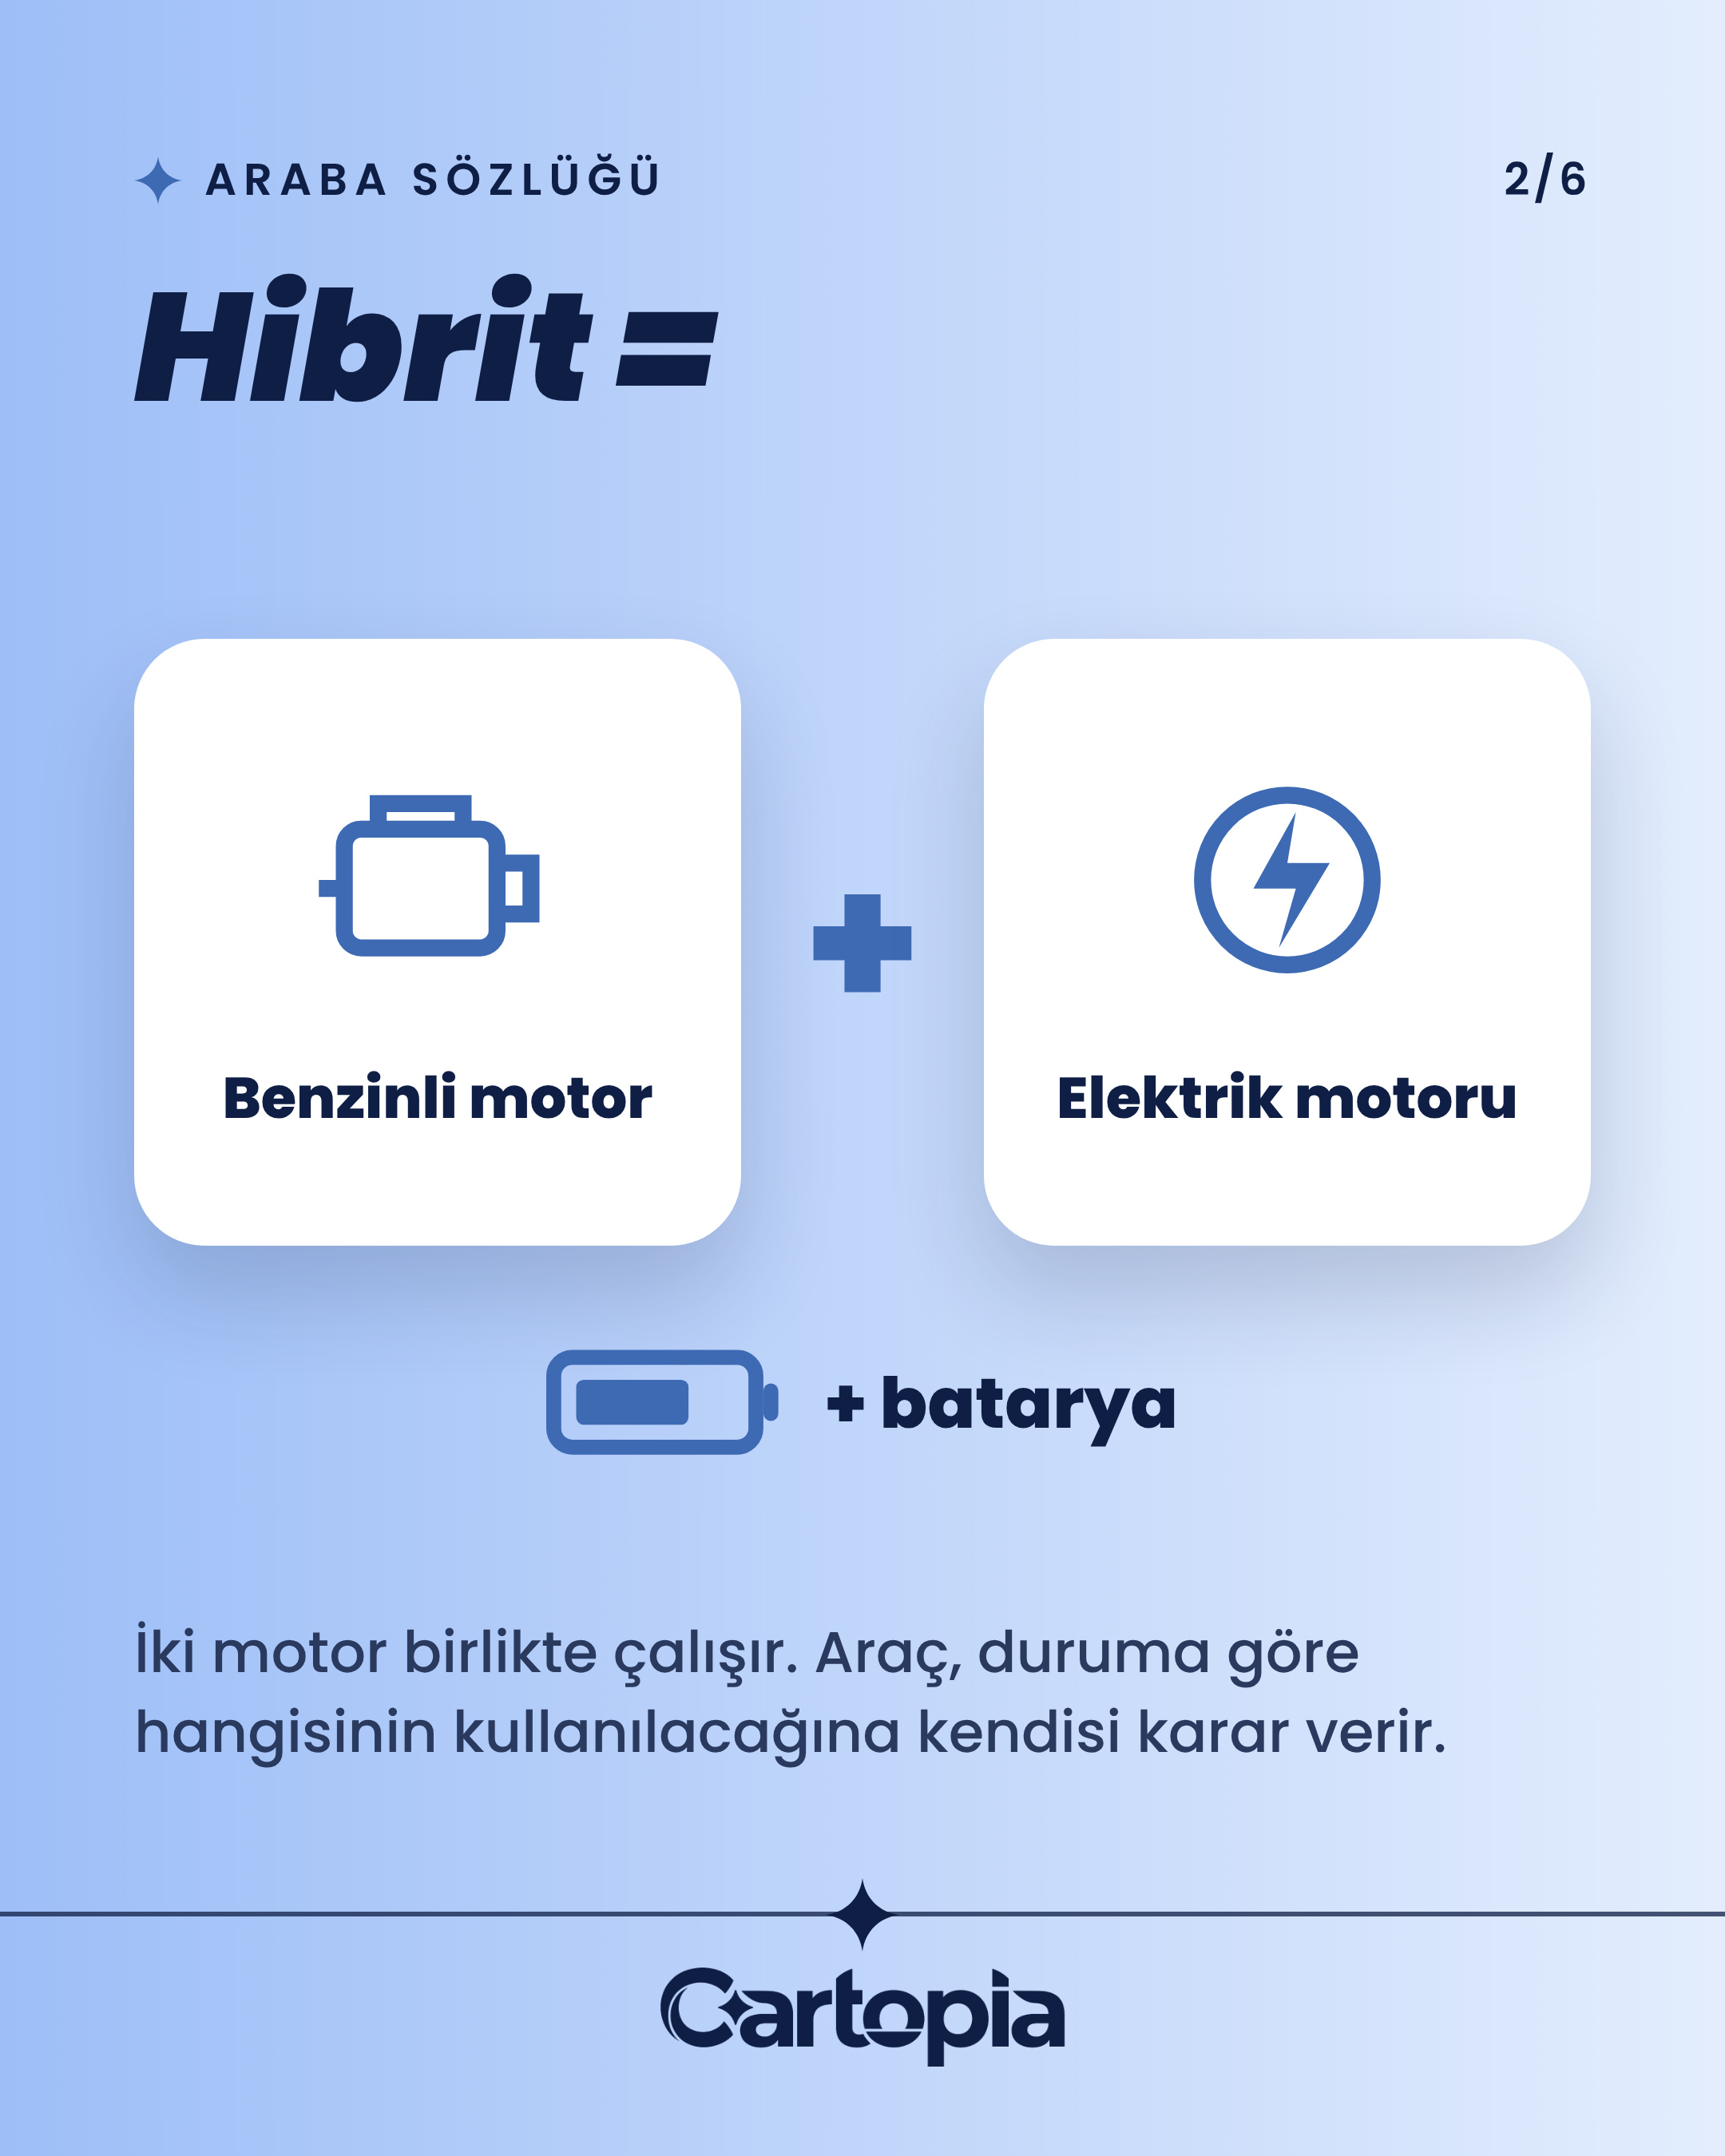 ARABA SÖZLÜĞÜ
2/6
Hibrit =
Benzinli motor
+
Elektrik motoru
+ batarya
İki motor birlikte çalışır. Araç, duruma göre
hangisinin kullanılacağına kendisi karar verir.
Cartopia